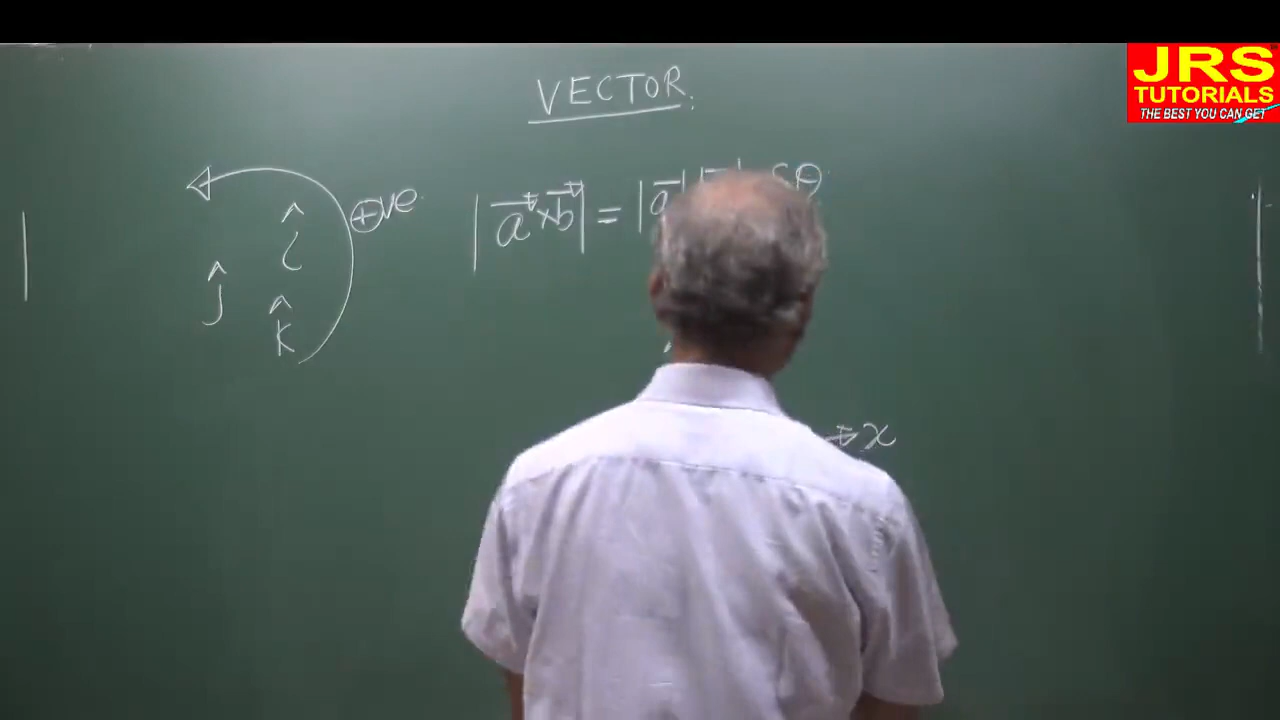 JRS
TUTORIALS
THE BEST YOU CAN GET
VECTOR
⊕ve
î
ĵ
k̂
|a⃗ × b⃗| = |a⃗|
θ
x